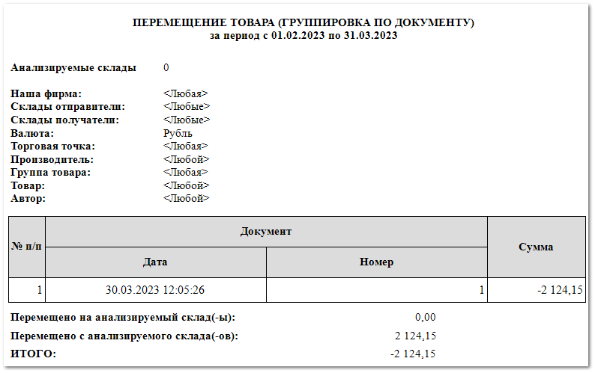 ПЕРЕМЕЩЕНИЕ ТОВАРА (ГРУППИРОВКА ПО ДОКУМЕНТУ)
за период с 01.02.2023 по 31.03.2023
Анализируемые склады 0
Наша фирма: <Любая>
Склады отправители: <Любые>
Склады получатели: <Любые>
Валюта: Рубль
Торговая точка: <Любая>
Производитель: <Любой>
Группа товара: <Любая>
Товар: <Любой>
Автор: <Любой>
№ п/п Документ Сумма
Дата Номер
1 30.03.2023 12:05:26 1 -2 124,15
Перемещено на анализируемый склад(-ы): 0,00
Перемещено с анализируемого склада(-ов): 2 124,15
ИТОГО: -2 124,15